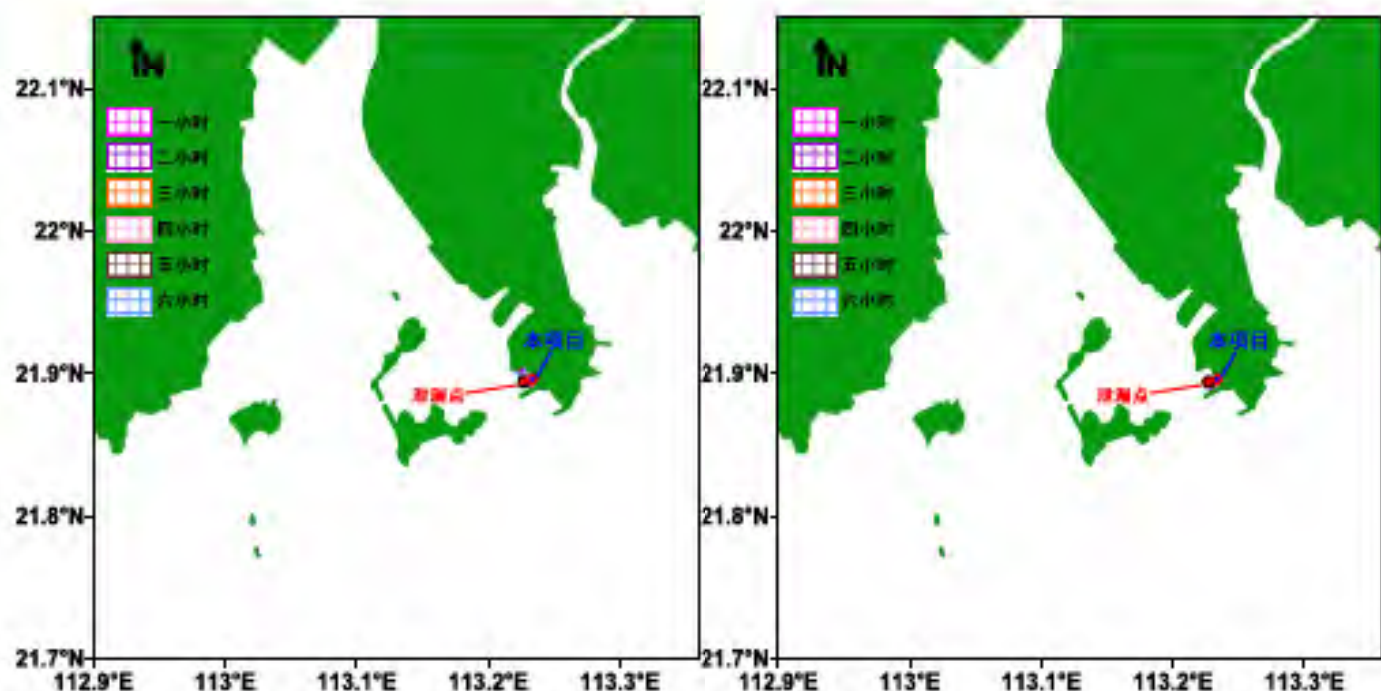 N
22.1°N
22°N
21.9°N
21.8°N
21.7°N
一小时
二小时
三小时
四小时
五小时
六小时
本项目
泄漏点
112.9°E
113°E
113.1°E
113.2°E
113.3°E
N
22.1°N
22°N
21.9°N
21.8°N
21.7°N
一小时
二小时
三小时
四小时
五小时
六小时
本项目
泄漏点
112.9°E
113°E
113.1°E
113.2°E
113.3°E